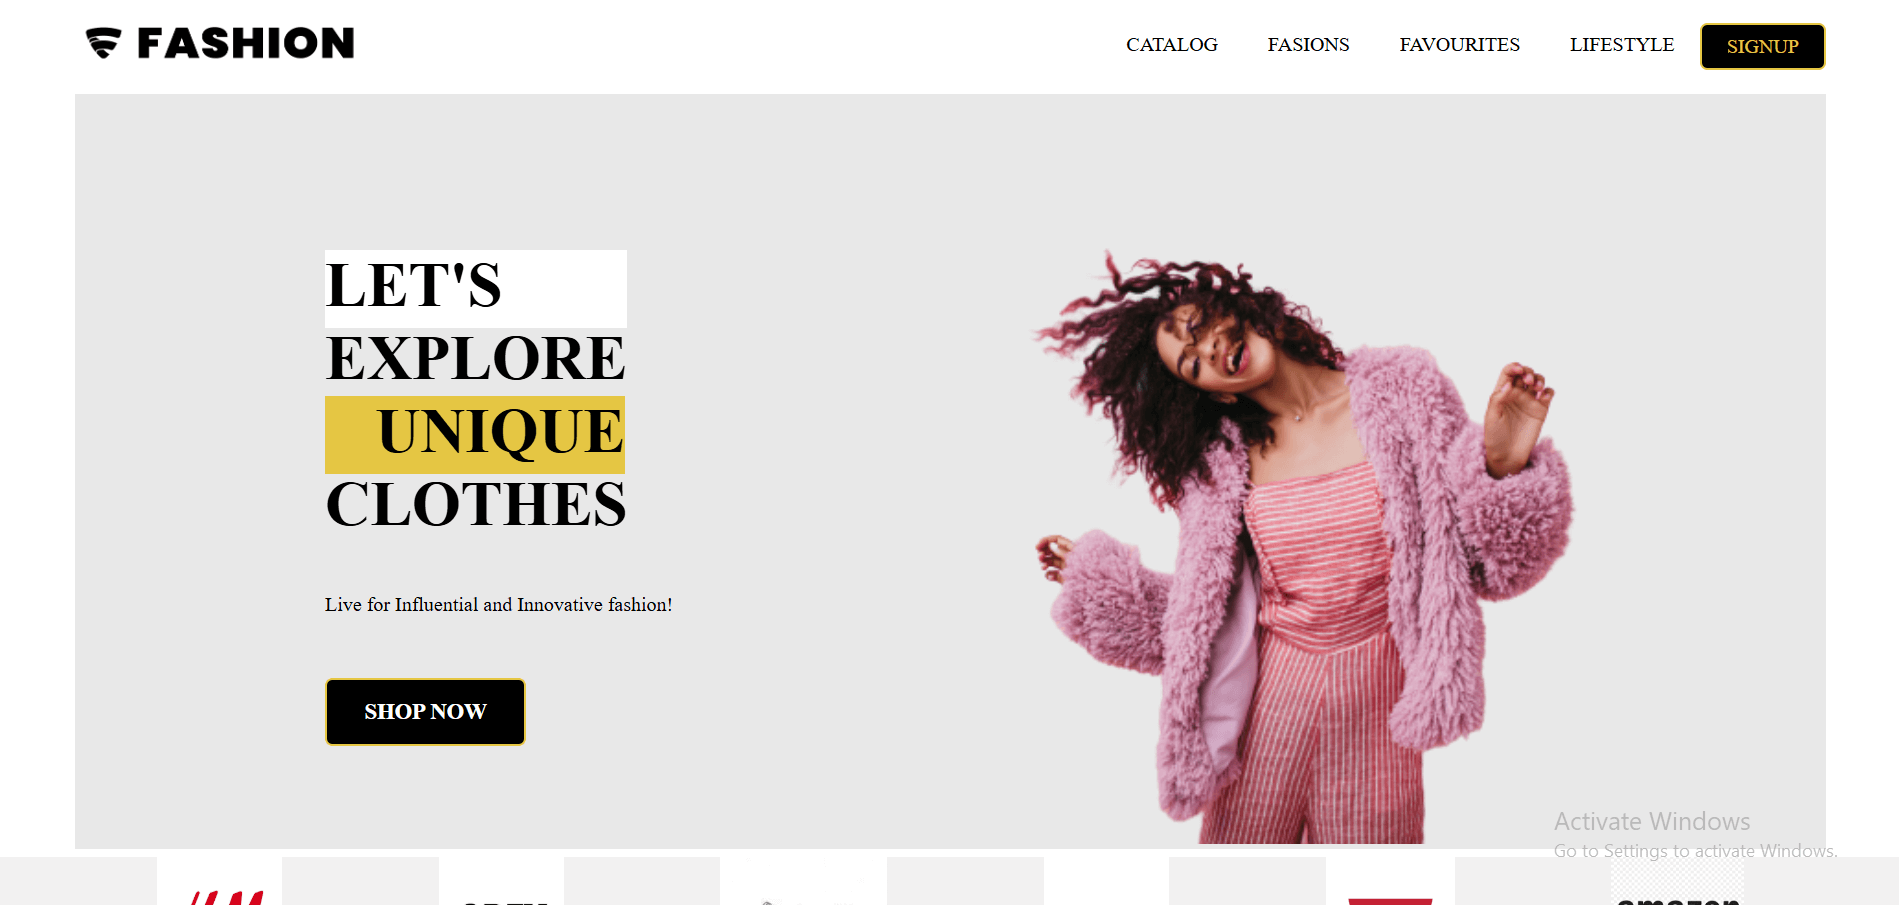 FASHION
CATALOG FASIONS FAVOURITES LIFESTYLE SIGNUP
LET'S
EXPLORE
UNIQUE
CLOTHES
Live for Influential and Innovative fashion!
SHOP NOW
Activate Windows
Go to Settings to activate Windows.
amazon